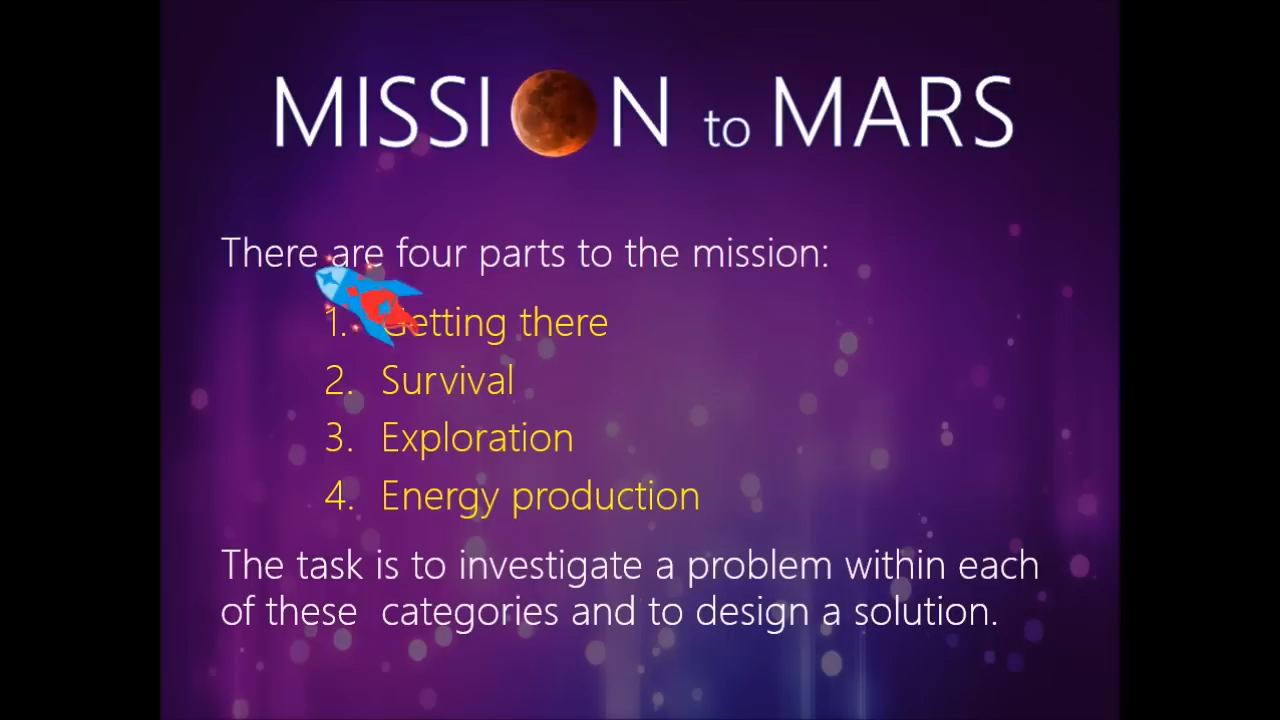 MISSION to MARS
There are four parts to the mission:
1. Getting there
2. Survival
3. Exploration
4. Energy production
The task is to investigate a problem within each
of these categories and to design a solution.